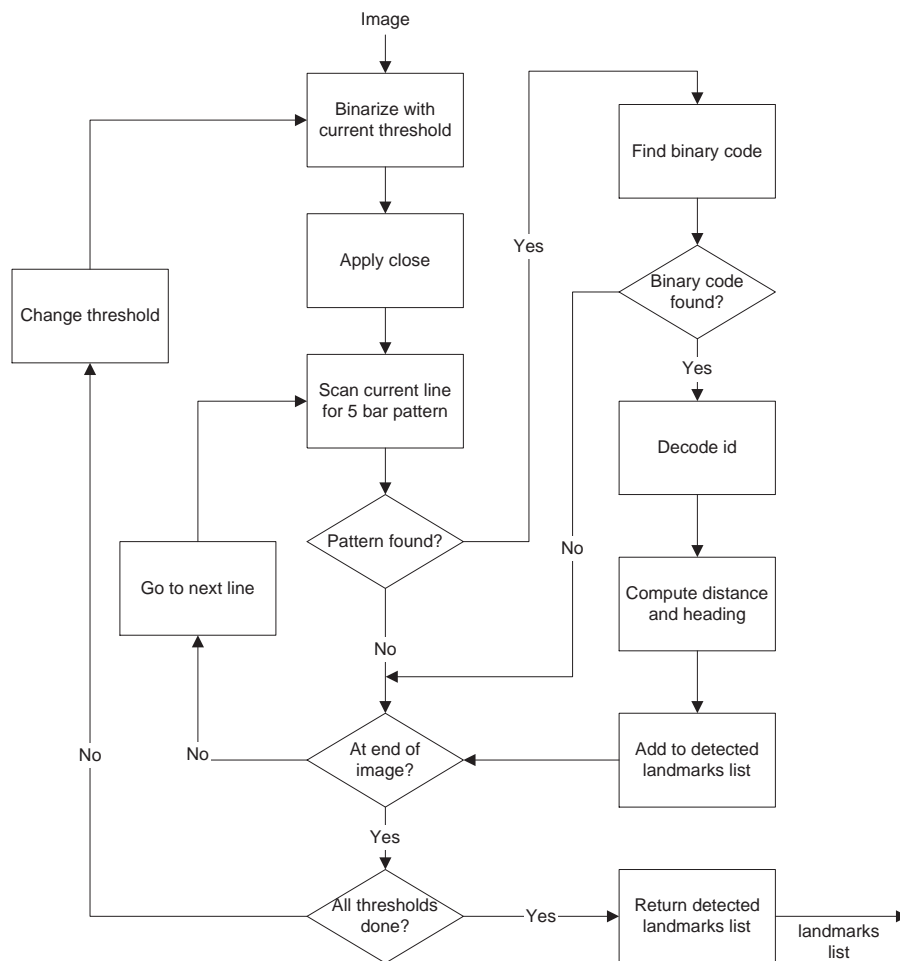 Image
Binarize with
current threshold
Find binary code
Yes
Apply close
Binary code
found?
Change threshold
Yes
Scan current line
for 5 bar pattern
Decode id
Pattern found?
No
Go to next line
Compute distance
and heading
No
No
No
At end of
image?
Add to detected
landmarks list
Yes
All thresholds
done?
Yes
Return detected
landmarks list
landmarks
list